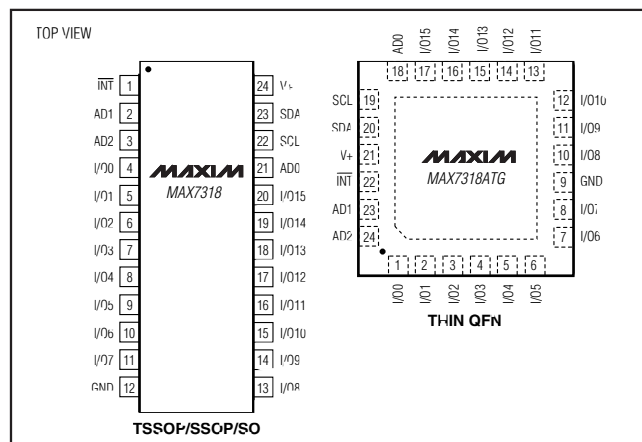 TOP VIEW
INT 1
AD1 2
AD2 3
I/O0 4
I/O1 5
I/O2 6
I/O3 7
I/O4 8
I/O5 9
I/O6 10
I/O7 11
GND 12
MAXIM
MAX7318
24 V+
23 SDA
22 SCL
21 AD0
20 I/O15
19 I/O14
18 I/O13
17 I/O12
16 I/O11
15 I/O10
14 I/O9
13 I/O8
TSSOP/SSOP/SO
AD0 I/O15 I/O14 I/O13 I/O12 I/O11
18 17 16 15 14 13
SCL 19
SDA 20
V+ 21
INT 22
AD1 23
AD2 24
MAXIM
MAX7318ATG
12 I/O10
11 I/O9
10 I/O8
9 GND
8 I/O7
7 I/O6
1 2 3 4 5 6
I/O0 I/O1 I/O2 I/O3 I/O4 I/O5
THIN QFN